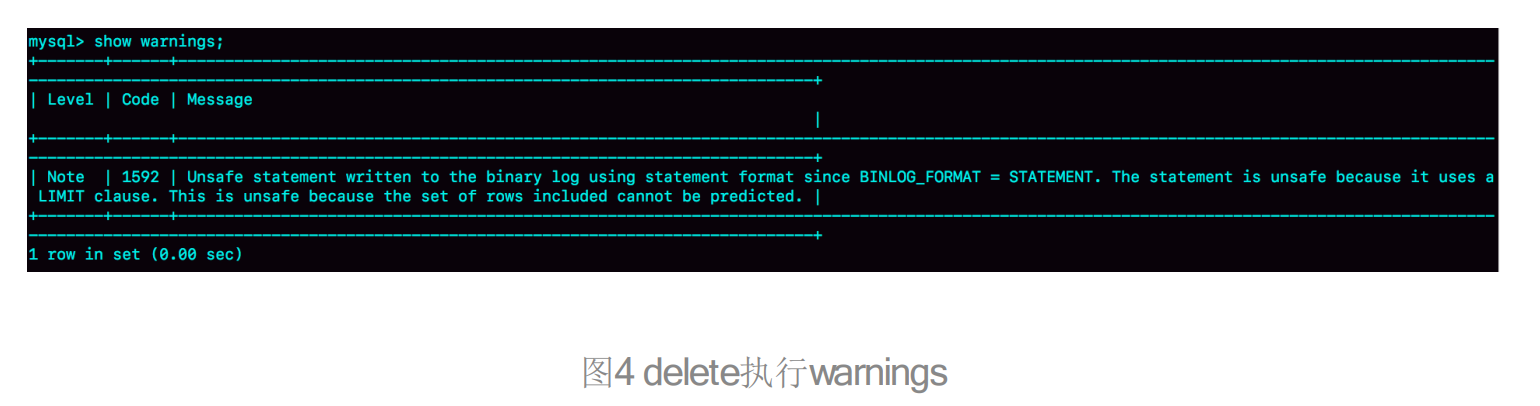 mysql> show warnings;
+-------+------+---------------------------------------------------------------------------------------------------------------------------------------------
-------------------------------------------------------------------------------------+
| Level | Code | Message
|
+-------+------+---------------------------------------------------------------------------------------------------------------------------------------------
-------------------------------------------------------------------------------------+
| Note | 1592 | Unsafe statement written to the binary log using statement format since BINLOG_FORMAT = STATEMENT. The statement is unsafe because it uses a
LIMIT clause. This is unsafe because the set of rows included cannot be predicted. |
+-------+------+---------------------------------------------------------------------------------------------------------------------------------------------
-------------------------------------------------------------------------------------+
1 row in set (0.00 sec)
图4 delete执行warnings